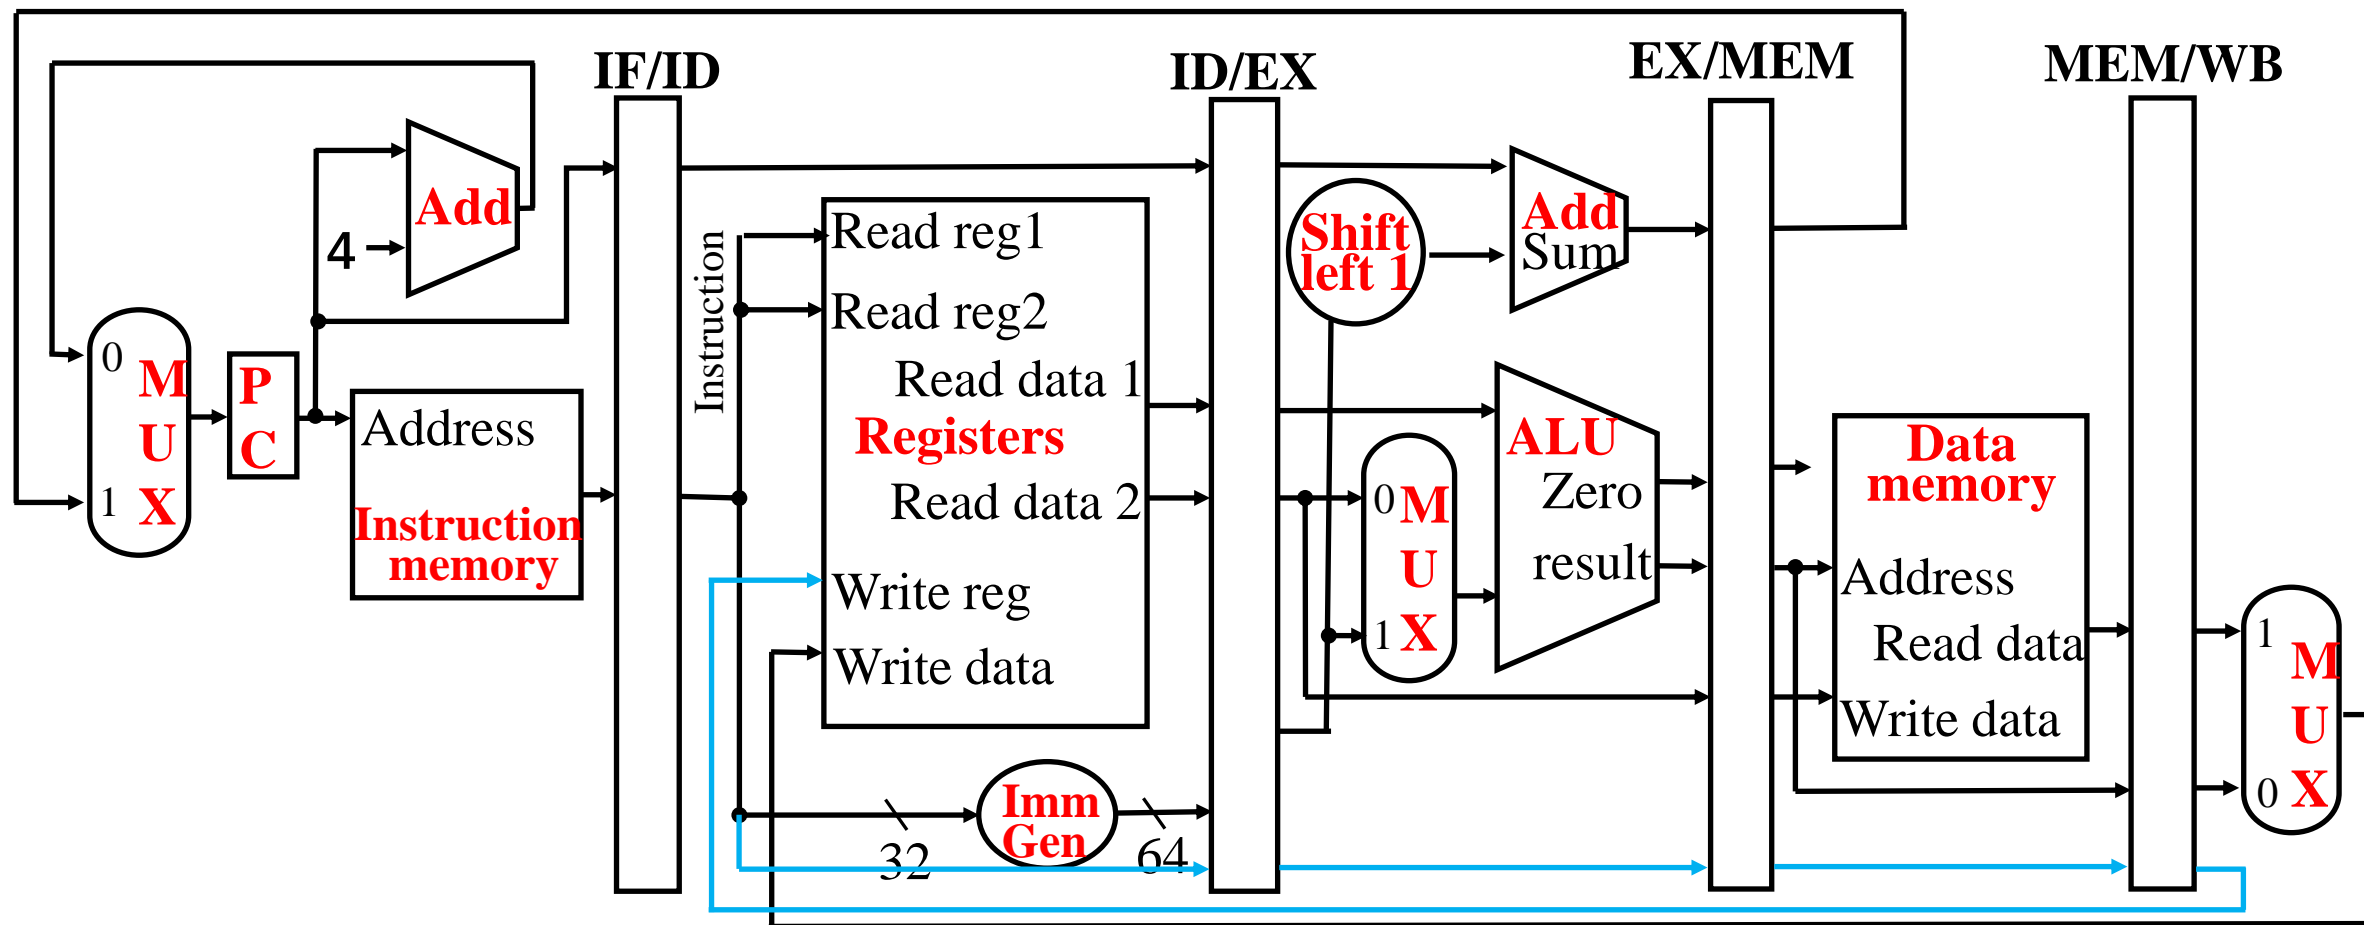 IF/ID
ID/EX
EX/MEM
MEM/WB
Add
4
0
M
U
X
1
P
C
Address
Instruction
memory
Instruction
Read reg1
Read reg2
Read data 1
Registers
Read data 2
Write reg
Write data
Imm
Gen
32
64
Shift
left 1
Add
Sum
0
M
U
X
1
ALU
Zero
result
Data
memory
Address
Read data
Write data
1
M
U
X
0